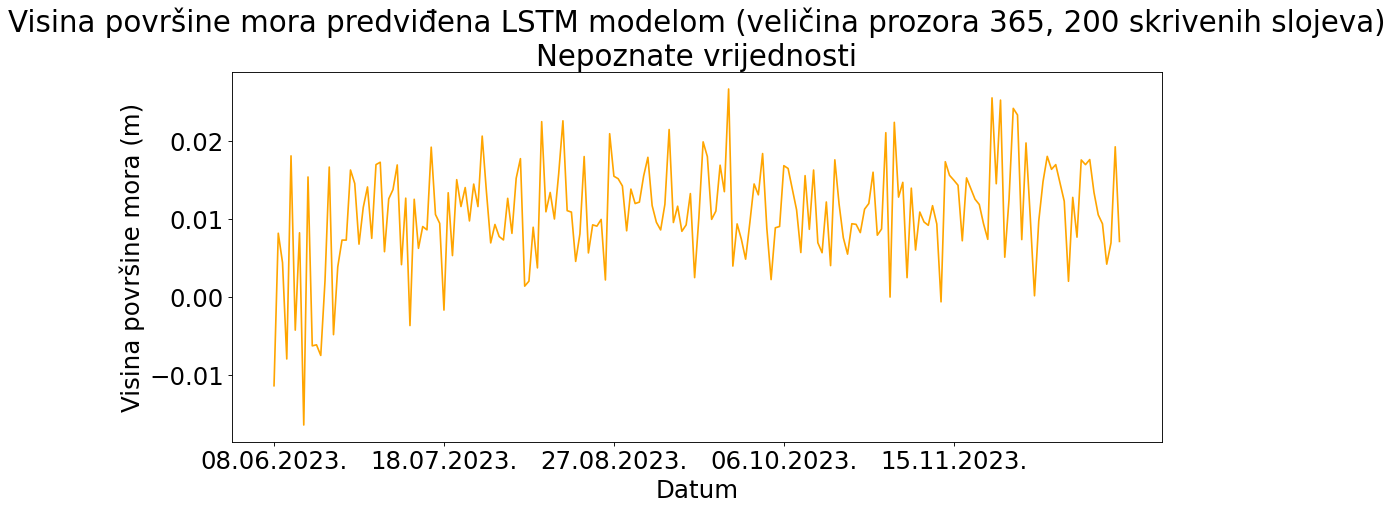 Visina površine mora predviđena LSTM modelom (veličina prozora 365, 200 skrivenih slojeva)
Nepoznate vrijednosti
Visina površine mora (m)
0.02
0.01
0.00
−0.01
08.06.2023. 18.07.2023. 27.08.2023. 06.10.2023. 15.11.2023.
Datum